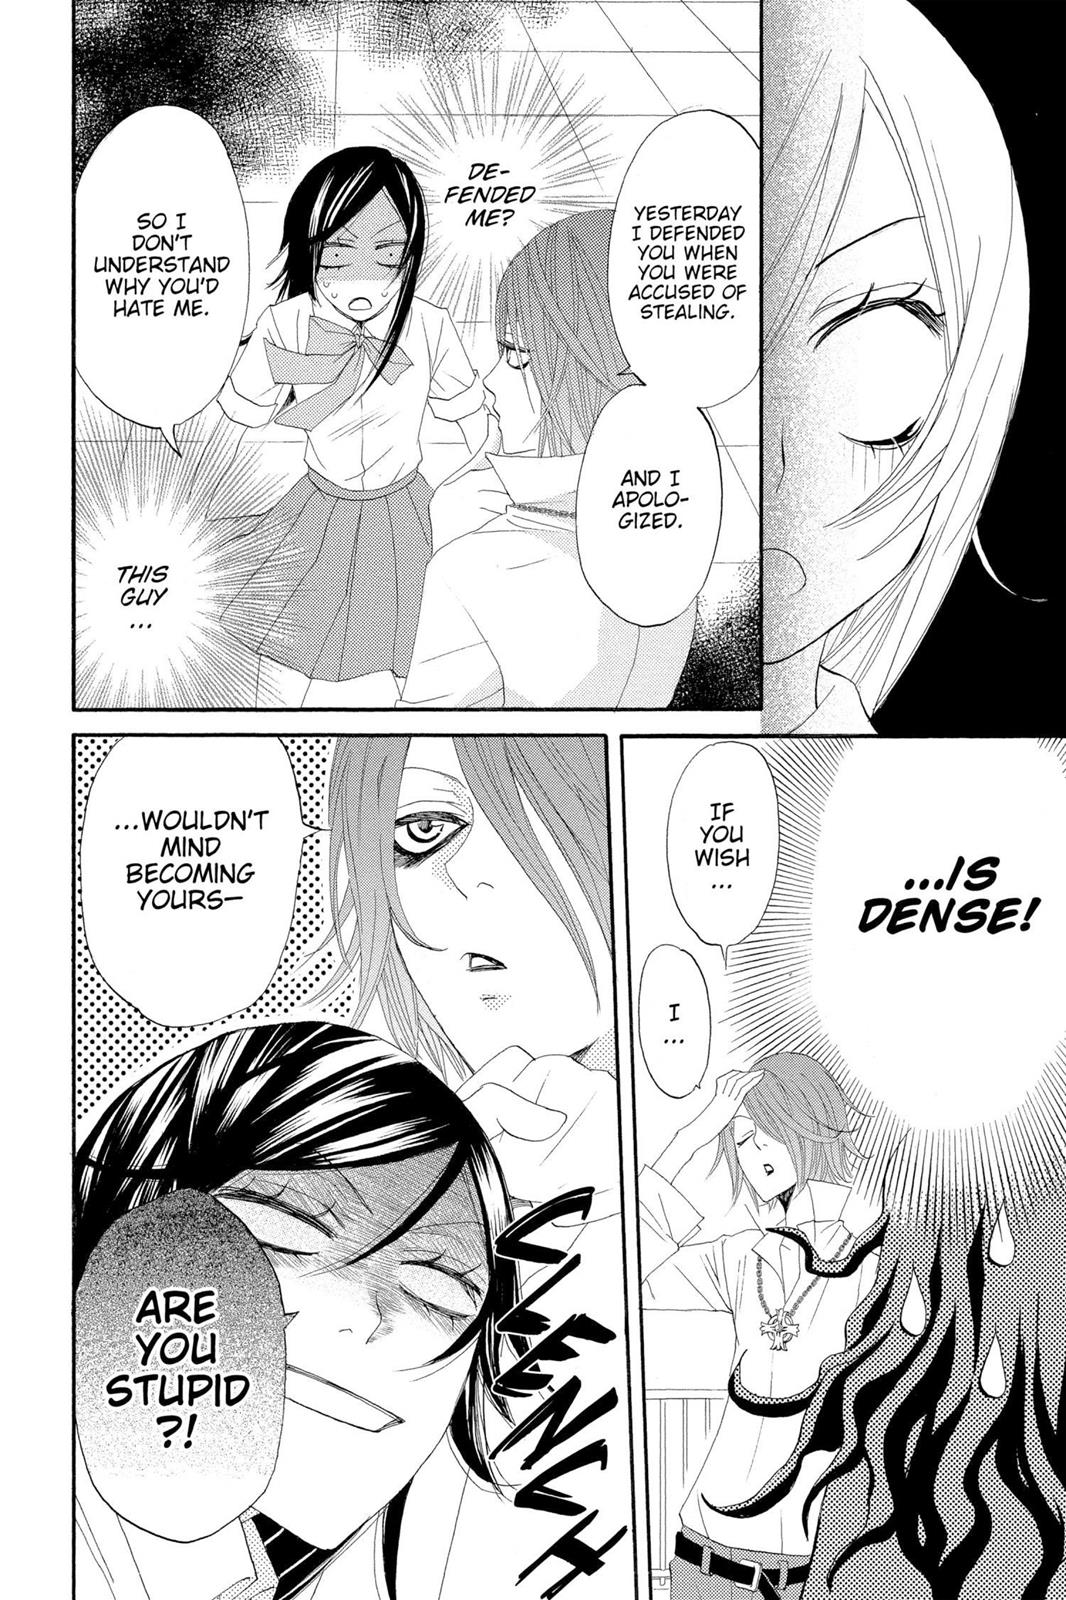 YESTERDAY
I DEFENDED
YOU WHEN
YOU WERE
ACCUSED OF
STEALING.
AND I
APOLO-
GIZED.
DE-
FENDED
ME?
SO I
DON'T
UNDERSTAND
WHY YOU'D
HATE ME.
THIS
GUY
...
...IS
DENSE!
IF
YOU
WISH
...
I
...
...WOULDN'T
MIND
BECOMING
YOURS—
CLEENCH
ARE
YOU
STUPID
?!